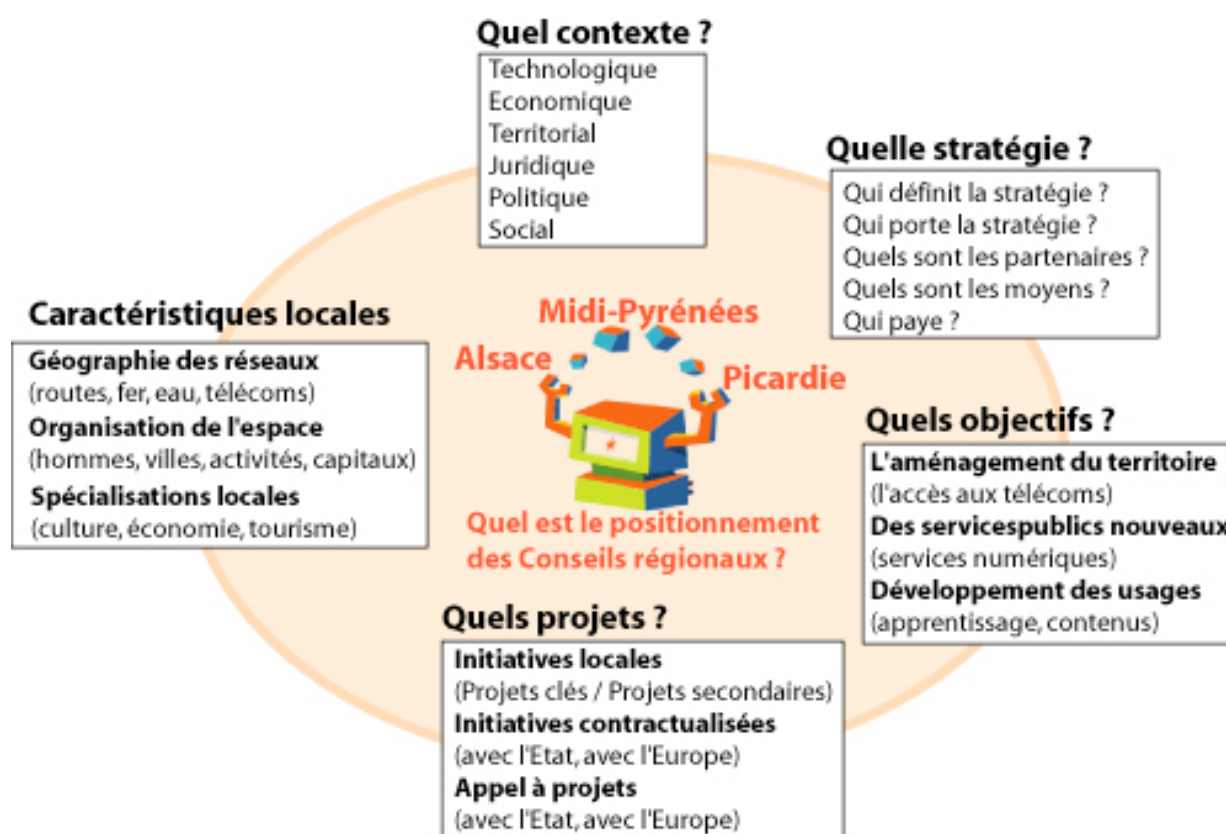 Quel contexte ?
Technologique
Economique
Territorial
Juridique
Politique
Social
Quelle stratégie ?
Qui définit la stratégie ?
Qui porte la stratégie ?
Quels sont les partenaires ?
Quels sont les moyens ?
Qui paye ?
Caractéristiques locales
Géographie des réseaux
(routes, fer, eau, télécoms)
Organisation de l'espace
(hommes, villes, activités, capitaux)
Spécialisations locales
(culture, économie, tourisme)
Midi-Pyrénées
Alsace
Picardie
Quel est le positionnement
des Conseils régionaux ?
Quels objectifs ?
L'aménagement du territoire
(l'accès aux télécoms)
Des servicespublics nouveaux
(services numériques)
Développement des usages
(apprentissage, contenus)
Quels projets ?
Initiatives locales
(Projets clés / Projets secondaires)
Initiatives contractualisées
(avec l'Etat, avec l'Europe)
Appel à projets
(avec l'Etat, avec l'Europe)